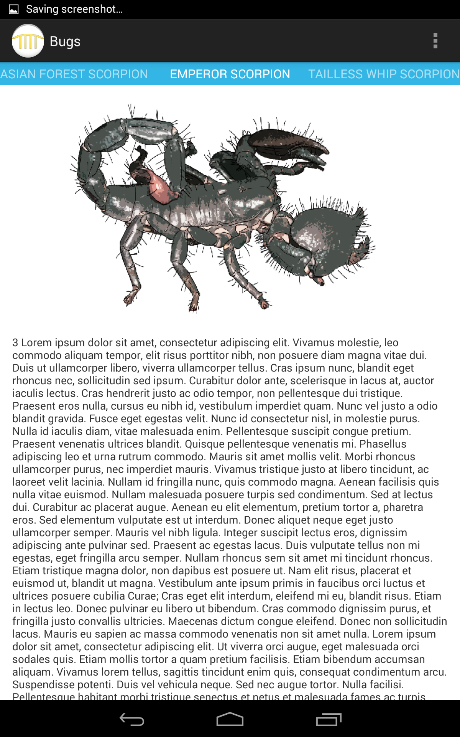 Saving screenshot...
Bugs
ASIAN FOREST SCORPION EMPEROR SCORPION TAILLESS WHIP SCORPION
3 Lorem ipsum dolor sit amet, consectetur adipiscing elit. Vivamus molestie, leo
commodo aliquam tempor, elit risus porttitor nibh, non posuere diam magna vitae dui.
Duis ut ullamcorper libero, viverra ullamcorper tellus. Cras ipsum nunc, blandit eget
rhoncus nec, sollicitudin sed ipsum. Curabitur dolor ante, scelerisque in lacus at, auctor
iaculis lectus. Cras hendrerit justo ac odio tempor, non pellentesque dui tristique.
Praesent eros nulla, cursus eu nibh id, vestibulum imperdiet quam. Nunc vel justo a odio
blandit gravida. Fusce eget egestas velit. Nunc id consectetur nisl, in molestie purus.
Nulla id iaculis diam, vitae malesuada enim. Pellentesque suscipit congue pretium.
Praesent venenatis ultrices blandit. Quisque pellentesque venenatis mi. Phasellus
adipiscing leo et urna rutrum commodo. Mauris sit amet mollis velit. Morbi rhoncus
ullamcorper purus, nec imperdiet mauris. Vivamus tristique justo at libero tincidunt, ac
laoreet velit lacinia. Nullam id fringilla nunc, quis commodo magna. Aenean facilisis quis
nulla vitae euismod. Nullam malesuada posuere turpis sed condimentum. Sed at lectus
dui. Curabitur ac placerat augue. Aenean eu elit elementum, pretium tortor a, pharetra
eros. Sed elementum vulputate est ut interdum. Donec aliquet neque eget justo
ullamcorper semper. Mauris vel nibh ligula. Integer suscipit lectus eros, dignissim
adipiscing ante pulvinar sed. Praesent ac egestas lacus. Duis vulputate tellus non mi
egestas, eget fringilla arcu semper. Nullam rhoncus sem sit amet mi tincidunt rhoncus.
Etiam tristique magna dolor, non dapibus est posuere ut. Nam elit risus, placerat et
euismod ut, blandit ut magna. Vestibulum ante ipsum primis in faucibus orci luctus et
ultrices posuere cubilia Curae; Cras eget elit interdum, eleifend mi eu, blandit risus. Etiam
in lectus leo. Donec pulvinar eu libero ut bibendum. Cras commodo dignissim purus, et
fringilla justo convallis ultricies. Maecenas dictum congue eleifend. Donec non sollicitudin
lacus. Mauris eu sapien ac massa commodo venenatis non sit amet nulla. Lorem ipsum
dolor sit amet, consectetur adipiscing elit. Ut viverra orci augue, eget malesuada orci
sodales quis. Etiam mollis tortor a quam pretium facilisis. Etiam bibendum accumsan
aliquam. Vivamus lorem tellus, sagittis tincidunt enim quis, consequat condimentum arcu.
Suspendisse potenti. Duis vel vehicula neque. Sed nec augue tortor. Nulla facilisi.
Pellentesque habitant morbi tristique senectus et netus et malesuada fames ac turpis